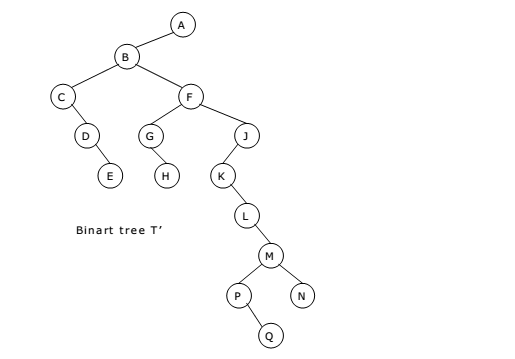 A
B
C F
D G J
E H K
L
Binart tree T’
M
P N
Q